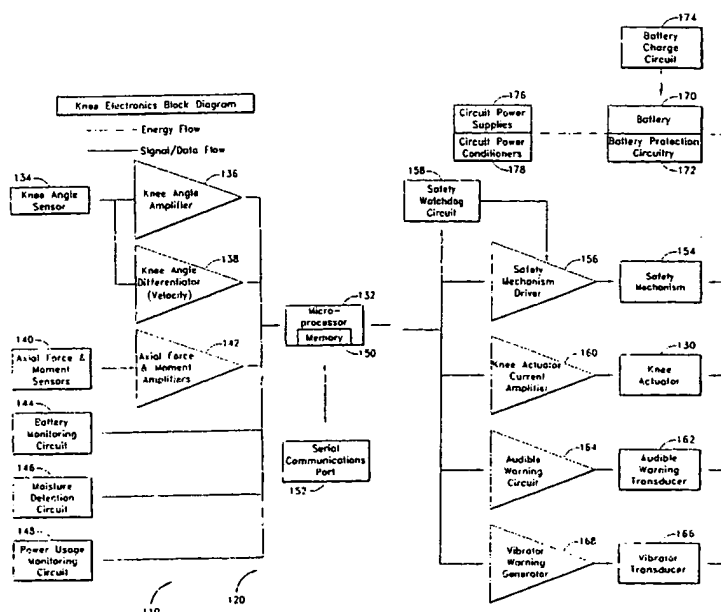 174
Battery
Charge
Circuit
Knee Electronics Block Diagram
Energy Flow
Signal/Data Flow
176
Circuit Power
Supplies
Circuit Power
Conditioners
178
170
Battery
Battery Protection
Circuitry
172
134
Knee Angle
Sensor
136
Knee Angle
Amplifier
158
Safety
Watchdog
Circuit
138
Knee Angle
Differentiator
(Velocity)
156
Safety
Mechanism
Driver
154
Safety
Mechanism
132
Micro-
processor
Memory
150
140
Axial Force &
Moment
Sensors
142
Axial Force
& Moment
Amplifiers
160
Knee Actuator
Current
Amplifier
130
Knee
Actuator
144
Battery
Monitoring
Circuit
Serial
Communications
Port
152
164
Audible
Warning
Circuit
162
Audible
Warning
Transducer
146
Moisture
Detection
Circuit
148
Power Usage
Monitoring
Circuit
168
Vibrator
Warning
Generator
166
Vibrator
Transducer
120